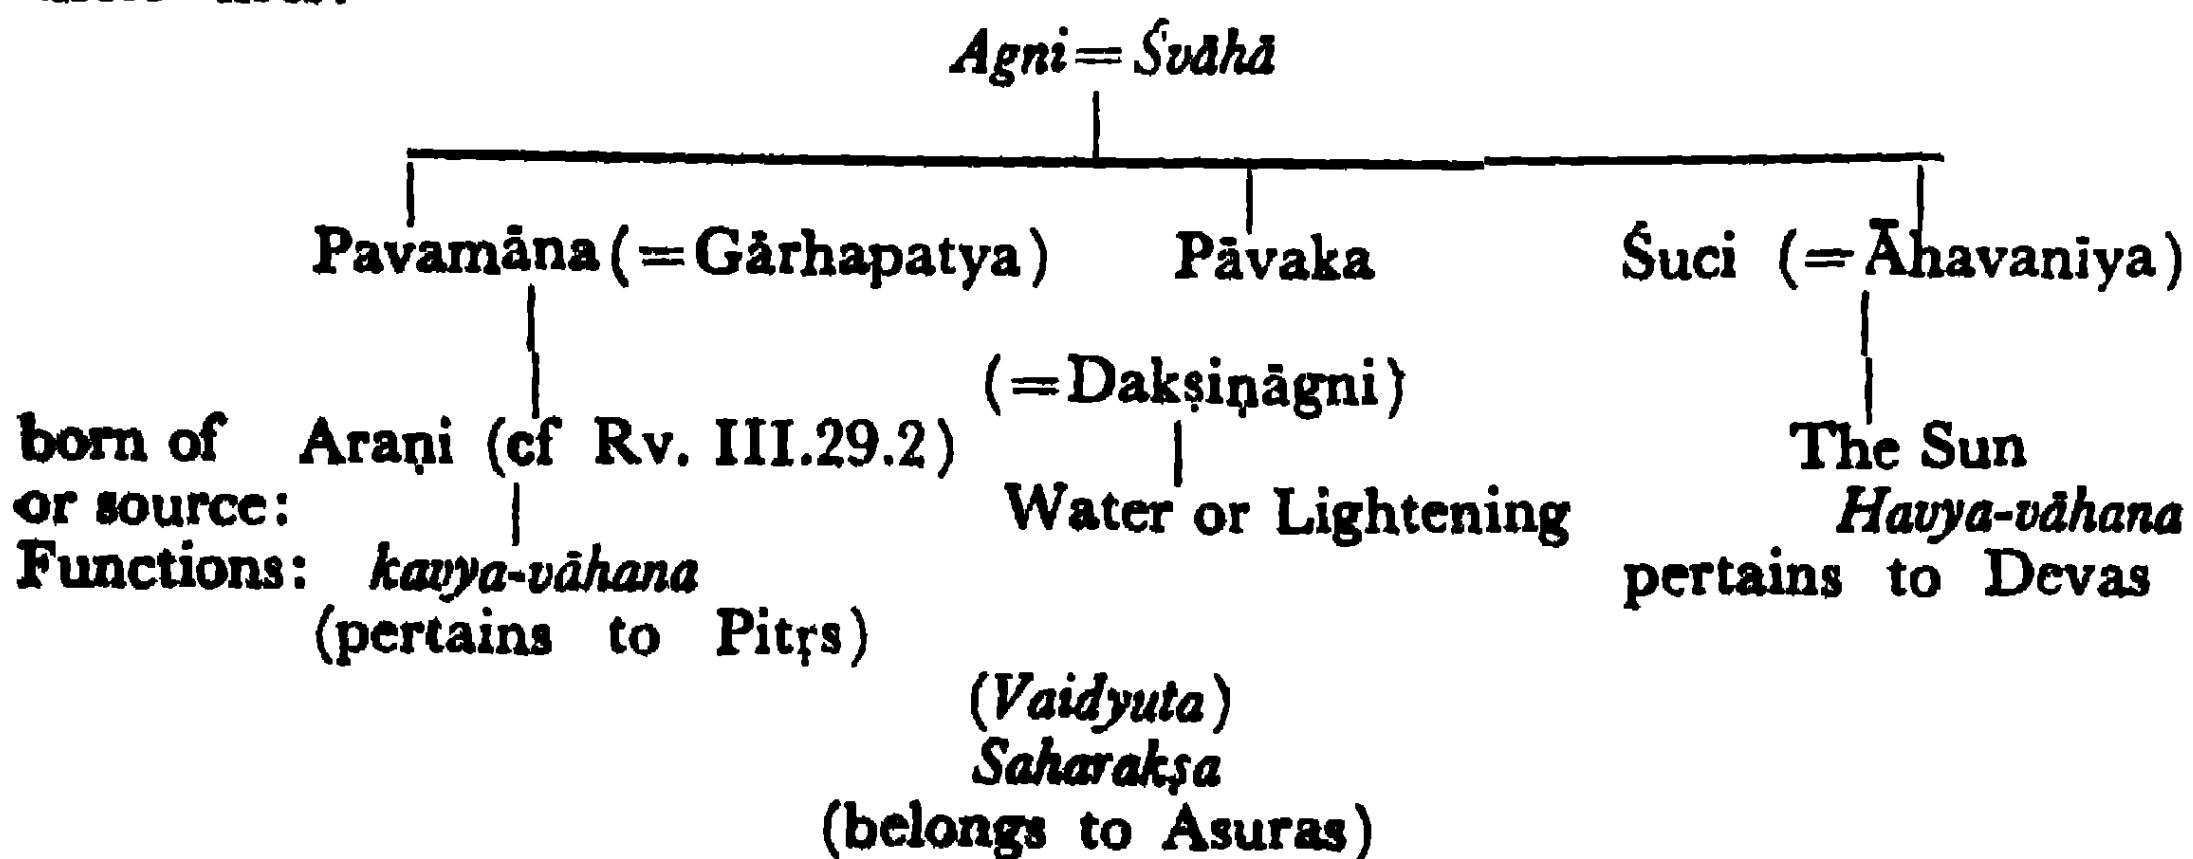 Agni = Śvāhā
Pavamāna (=Gārhapatya) Pāvaka Śuci (=Āhavanīya)
(=Dakṣiṇāgni)
born of Araṇi (cf Rv. III.29.2) The Sun
or source: Water or Lightening Havya-vāhana
Functions: kavya-vāhana pertains to Devas
(pertains to Pitṛs)
(Vaidyuta)
Saharakṣa
(belongs to Asuras)